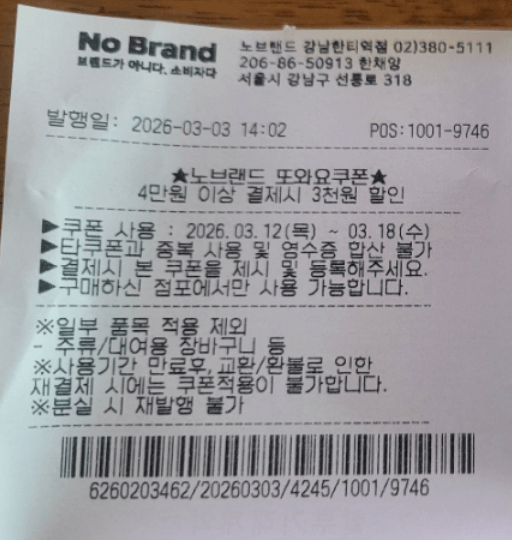 No Brand
브랜드가 아니다. 소비자다
노브랜드 강남한티역점 02)380-5111
206-86-50913 한채양
서울시 강남구 선릉로 318
발행일: 2026-03-03 14:02 POS:1001-9746
★노브랜드 또와요쿠폰★
4만원 이상 결제시 3천원 할인
▶쿠폰 사용 : 2026.03.12(목) ~ 03.18(수)
▶타쿠폰과 중복 사용 및 영수증 합산 불가
▶결제시 본 쿠폰을 제시 및 등록해주세요.
▶구매하신 점포에서만 사용 가능합니다.
※일부 품목 적용 제외
- 주류/대여용 장바구니 등
※사용기간 만료후, 교환/환불로 인한
재결제 시에는 쿠폰적용이 불가합니다.
※분실 시 재발행 불가
6260203462/20260303/4245/1001/9746